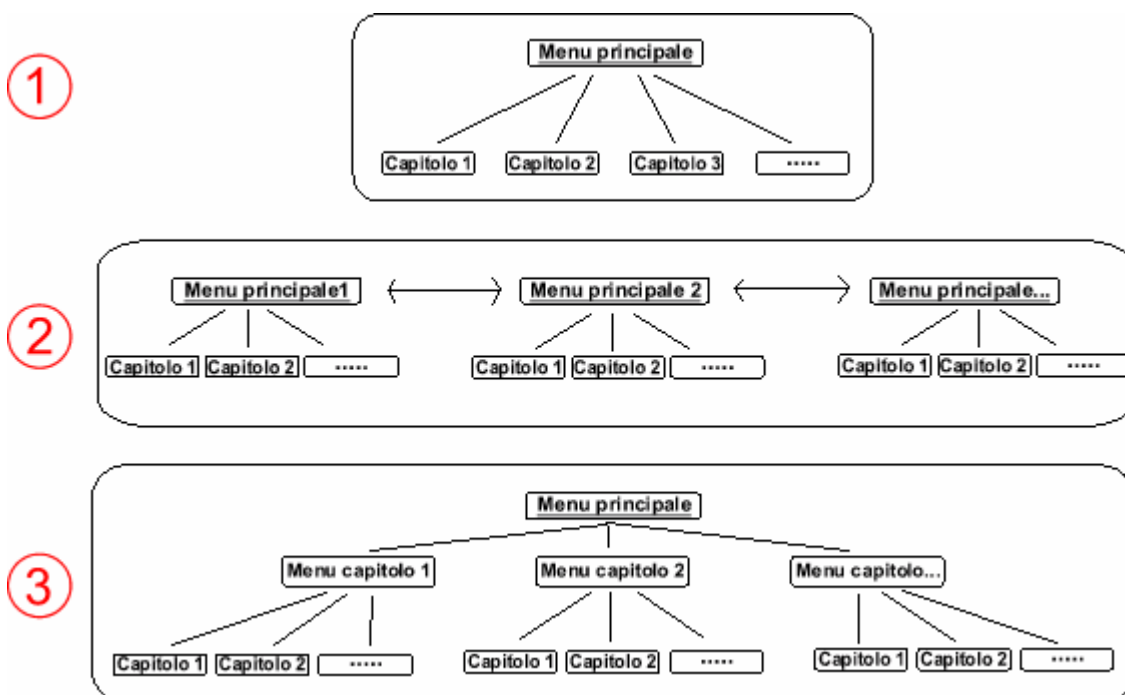 1
Menu principale
Capitolo 1 Capitolo 2 Capitolo 3 .....
2
Menu principale1 Menu principale 2 Menu principale...
Capitolo 1 Capitolo 2 ..... Capitolo 1 Capitolo 2 ..... Capitolo 1 Capitolo 2 .....
3
Menu principale
Menu capitolo 1 Menu capitolo 2 Menu capitolo...
Capitolo 1 Capitolo 2 ..... Capitolo 1 Capitolo 2 ..... Capitolo 1 Capitolo 2 .....